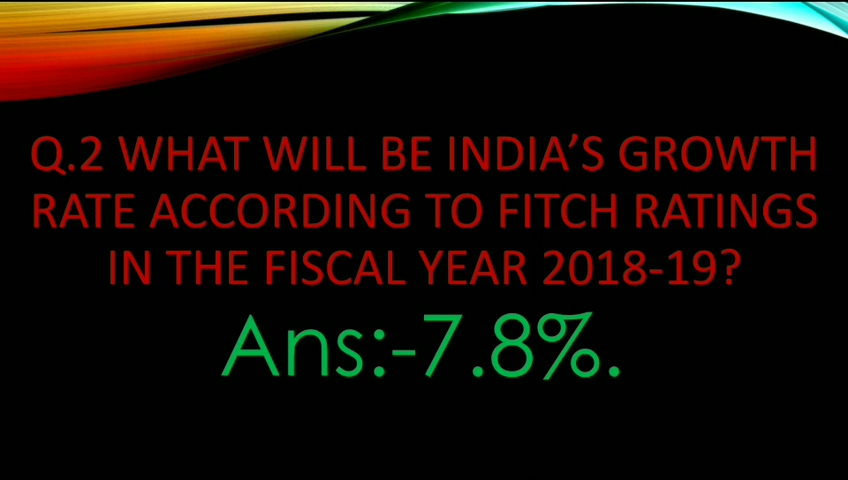 Q.2 WHAT WILL BE INDIA’S GROWTH
RATE ACCORDING TO FITCH RATINGS
IN THE FISCAL YEAR 2018-19?
Ans:-7.8%.